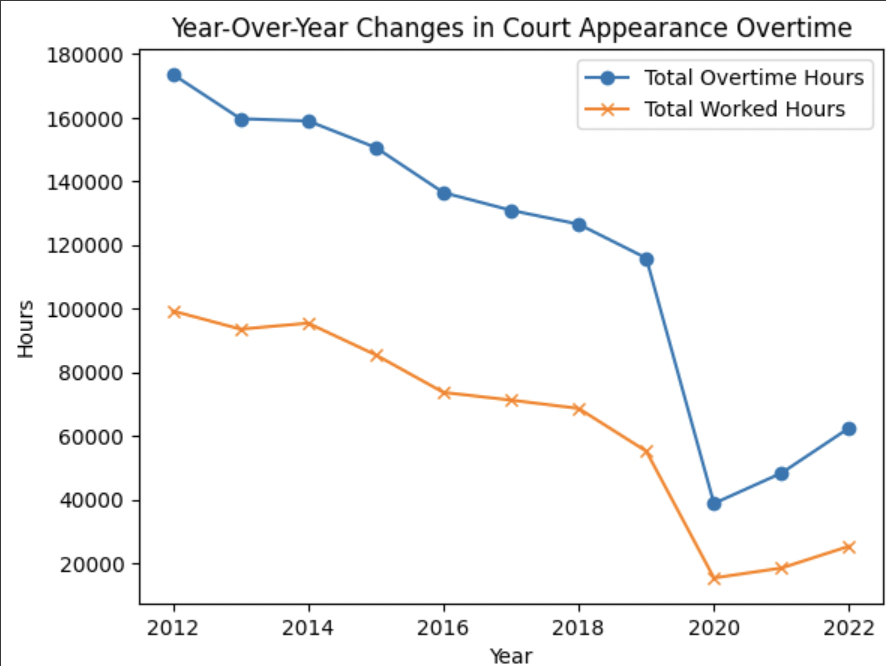 Year-Over-Year Changes in Court Appearance Overtime
Total Overtime Hours
Total Worked Hours
180000
160000
140000
120000
100000
80000
60000
40000
20000
Hours
2012 2014 2016 2018 2020 2022
Year